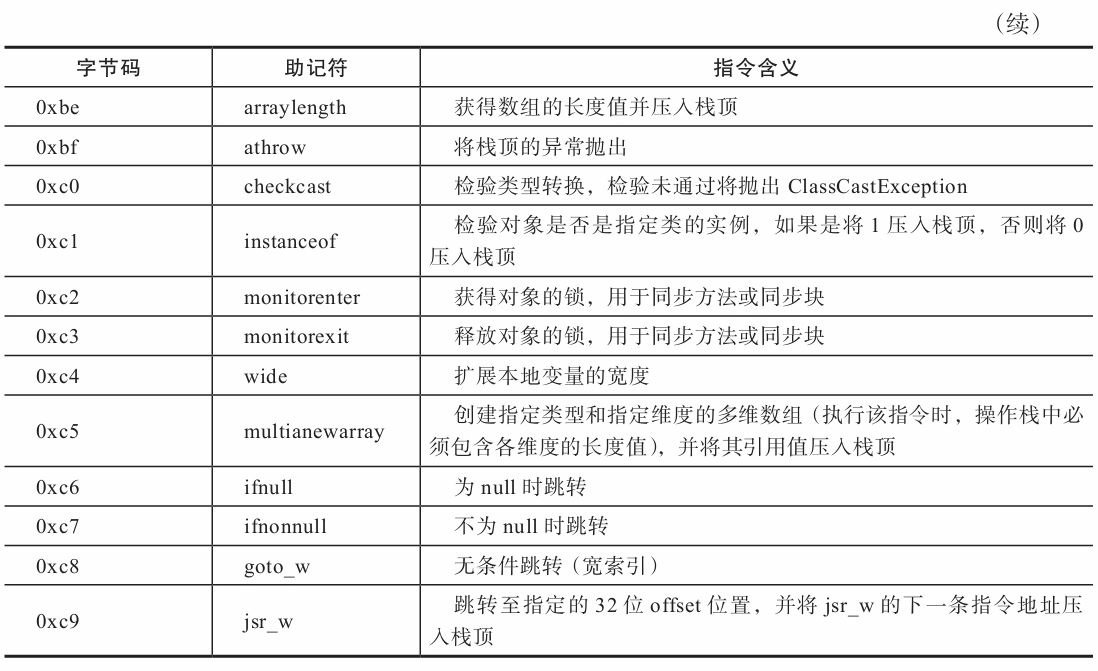 （续）
字节码 助记符 指令含义
0xbe arraylength 获得数组的长度值并压入栈顶
0xbf athrow 将栈顶的异常抛出
0xc0 checkcast 检验类型转换，检验未通过将抛出 ClassCastException
0xc1 instanceof 检验对象是否是指定类的实例，如果是将 1 压入栈顶，否则将 0
压入栈顶
0xc2 monitorenter 获得对象的锁，用于同步方法或同步块
0xc3 monitorexit 释放对象的锁，用于同步方法或同步块
0xc4 wide 扩展本地变量的宽度
0xc5 multianewarray 创建指定类型和指定维度的多维数组（执行该指令时，操作栈中必
须包含各维度的长度值），并将其引用值压入栈顶
0xc6 ifnull 为 null 时跳转
0xc7 ifnonnull 不为 null 时跳转
0xc8 goto_w 无条件跳转（宽索引）
0xc9 jsr_w 跳转至指定的 32 位 offset 位置，并将 jsr_w 的下一条指令地址压
入栈顶